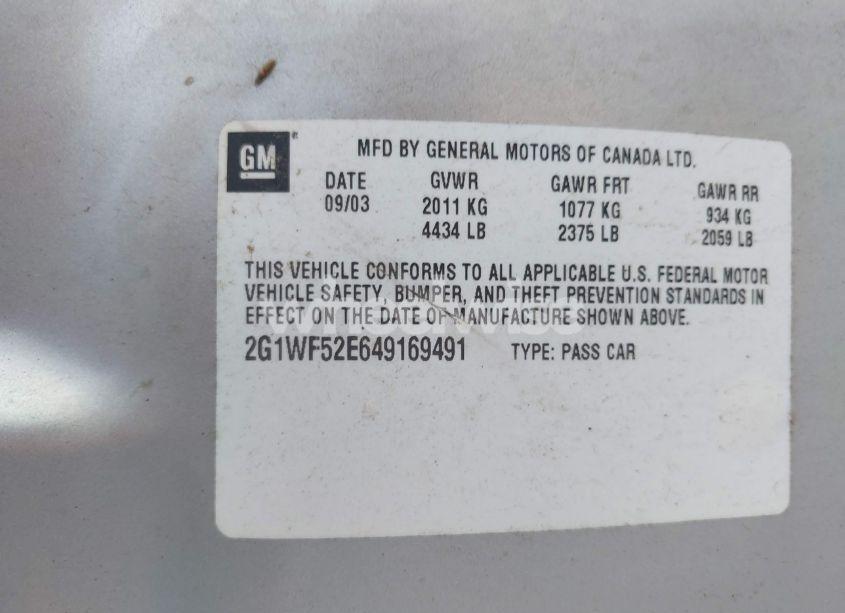 GM ®
MFD BY GENERAL MOTORS OF CANADA LTD.
DATE GVWR GAWR FRT GAWR RR
09/03 2011 KG 1077 KG 934 KG
4434 LB 2375 LB 2059 LB
THIS VEHICLE CONFORMS TO ALL APPLICABLE U.S. FEDERAL MOTOR
VEHICLE SAFETY, BUMPER, AND THEFT PREVENTION STANDARDS IN
EFFECT ON THE DATE OF MANUFACTURE SHOWN ABOVE.
2G1WF52E649169491 TYPE: PASS CAR